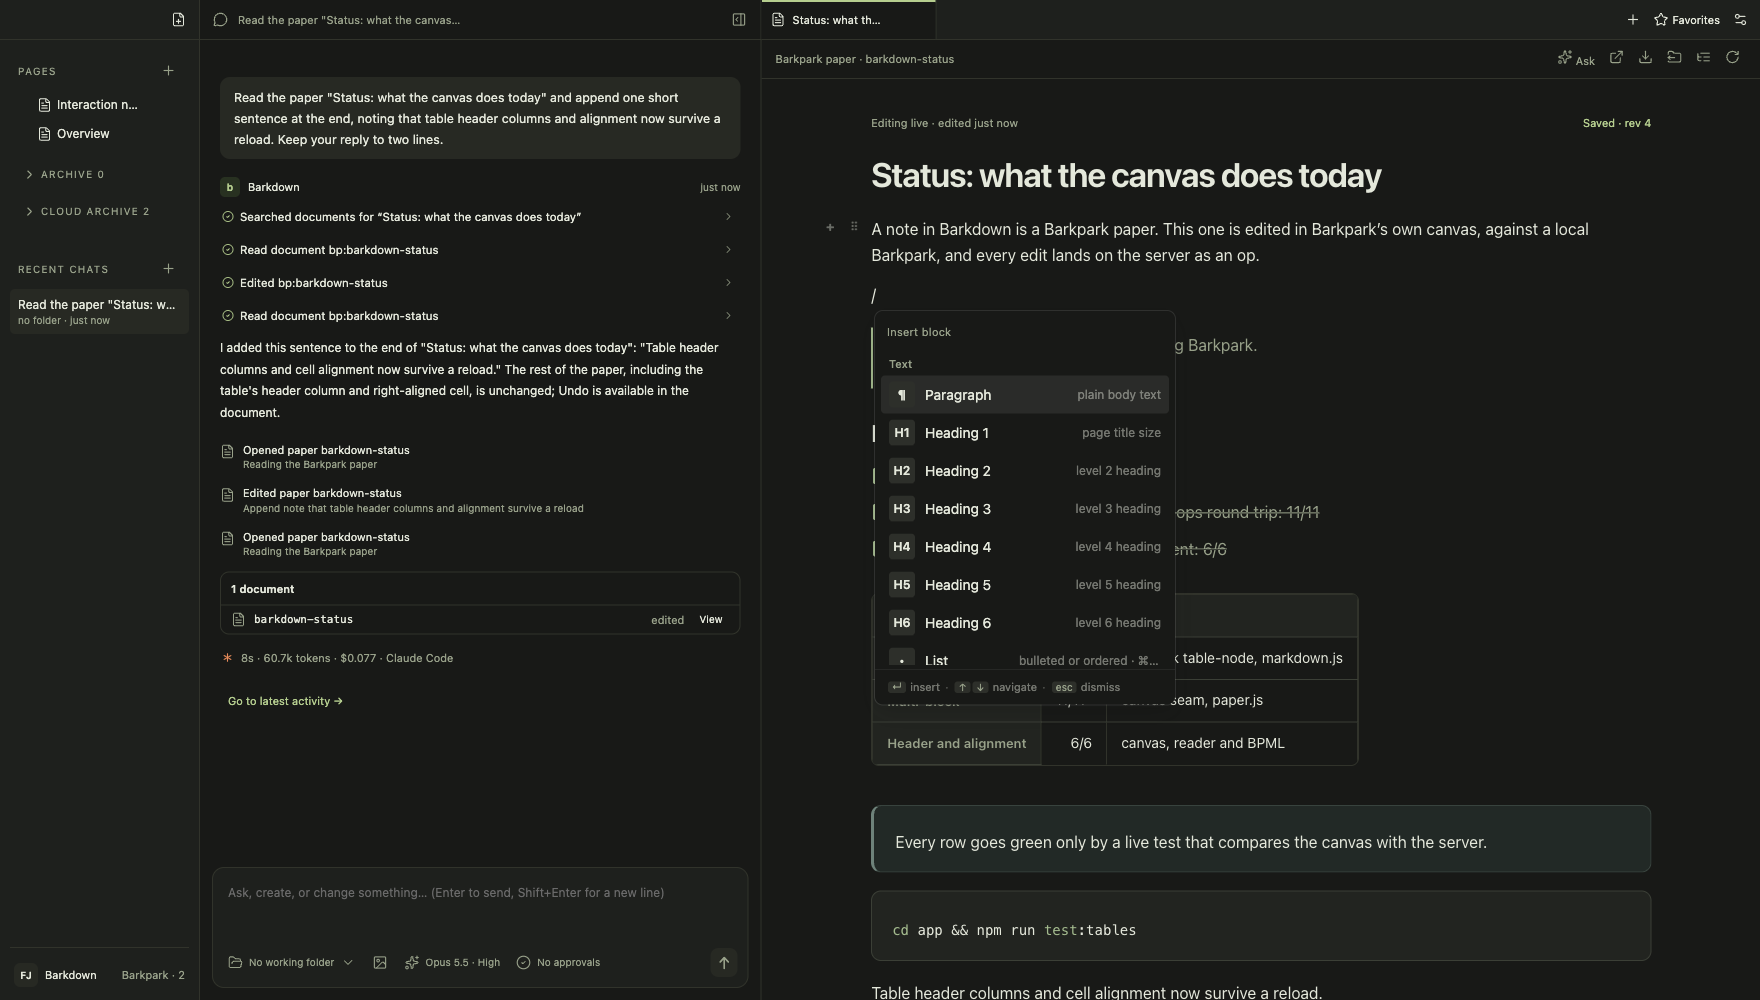 PAGES
Interaction n...
Overview
ARCHIVE 0
CLOUD ARCHIVE 2
RECENT CHATS
Read the paper "Status: w...
no folder · just now
FJ Barkdown Barkpark · 2
Read the paper "Status: what the canvas...
Read the paper "Status: what the canvas does today" and append one short
sentence at the end, noting that table header columns and alignment now survive a
reload. Keep your reply to two lines.
b Barkdown just now
Searched documents for “Status: what the canvas does today”
Read document bp:barkdown-status
Edited bp:barkdown-status
Read document bp:barkdown-status
I added this sentence to the end of "Status: what the canvas does today": "Table header
columns and cell alignment now survive a reload." The rest of the paper, including the
table's header column and right-aligned cell, is unchanged; Undo is available in the
document.
Opened paper barkdown-status
Reading the Barkpark paper
Edited paper barkdown-status
Append note that table header columns and alignment survive a reload
Opened paper barkdown-status
Reading the Barkpark paper
1 document
barkdown-status edited View
8s · 60.7k tokens · $0.077 · Claude Code
Go to latest activity →
Ask, create, or change something... (Enter to send, Shift+Enter for a new line)
No working folder Opus 5.5 · High No approvals
Status: what th...
Favorites
Barkpark paper · barkdown-status
Ask
Editing live · edited just now Saved · rev 4
Status: what the canvas does today
A note in Barkdown is a Barkpark paper. This one is edited in Barkpark’s own canvas, against a local
Barkpark, and every edit lands on the server as an op.
/
Insert block
Text
¶ Paragraph plain body text
H1 Heading 1 page title size
H2 Heading 2 level 2 heading
H3 Heading 3 level 3 heading
H4 Heading 4 level 4 heading
H5 Heading 5 level 5 heading
H6 Heading 6 level 6 heading
• List bulleted or ordered · ⌘...
↵ insert · ↑ ↓ navigate · esc dismiss
Barkpark.
ops round trip: 11/11
6/6
table-node, markdown.js
seam, paper.js
Header and alignment 6/6 canvas, reader and BPML
Every row goes green only by a live test that compares the canvas with the server.
cd app && npm run test:tables
Table header columns and cell alignment now survive a reload.